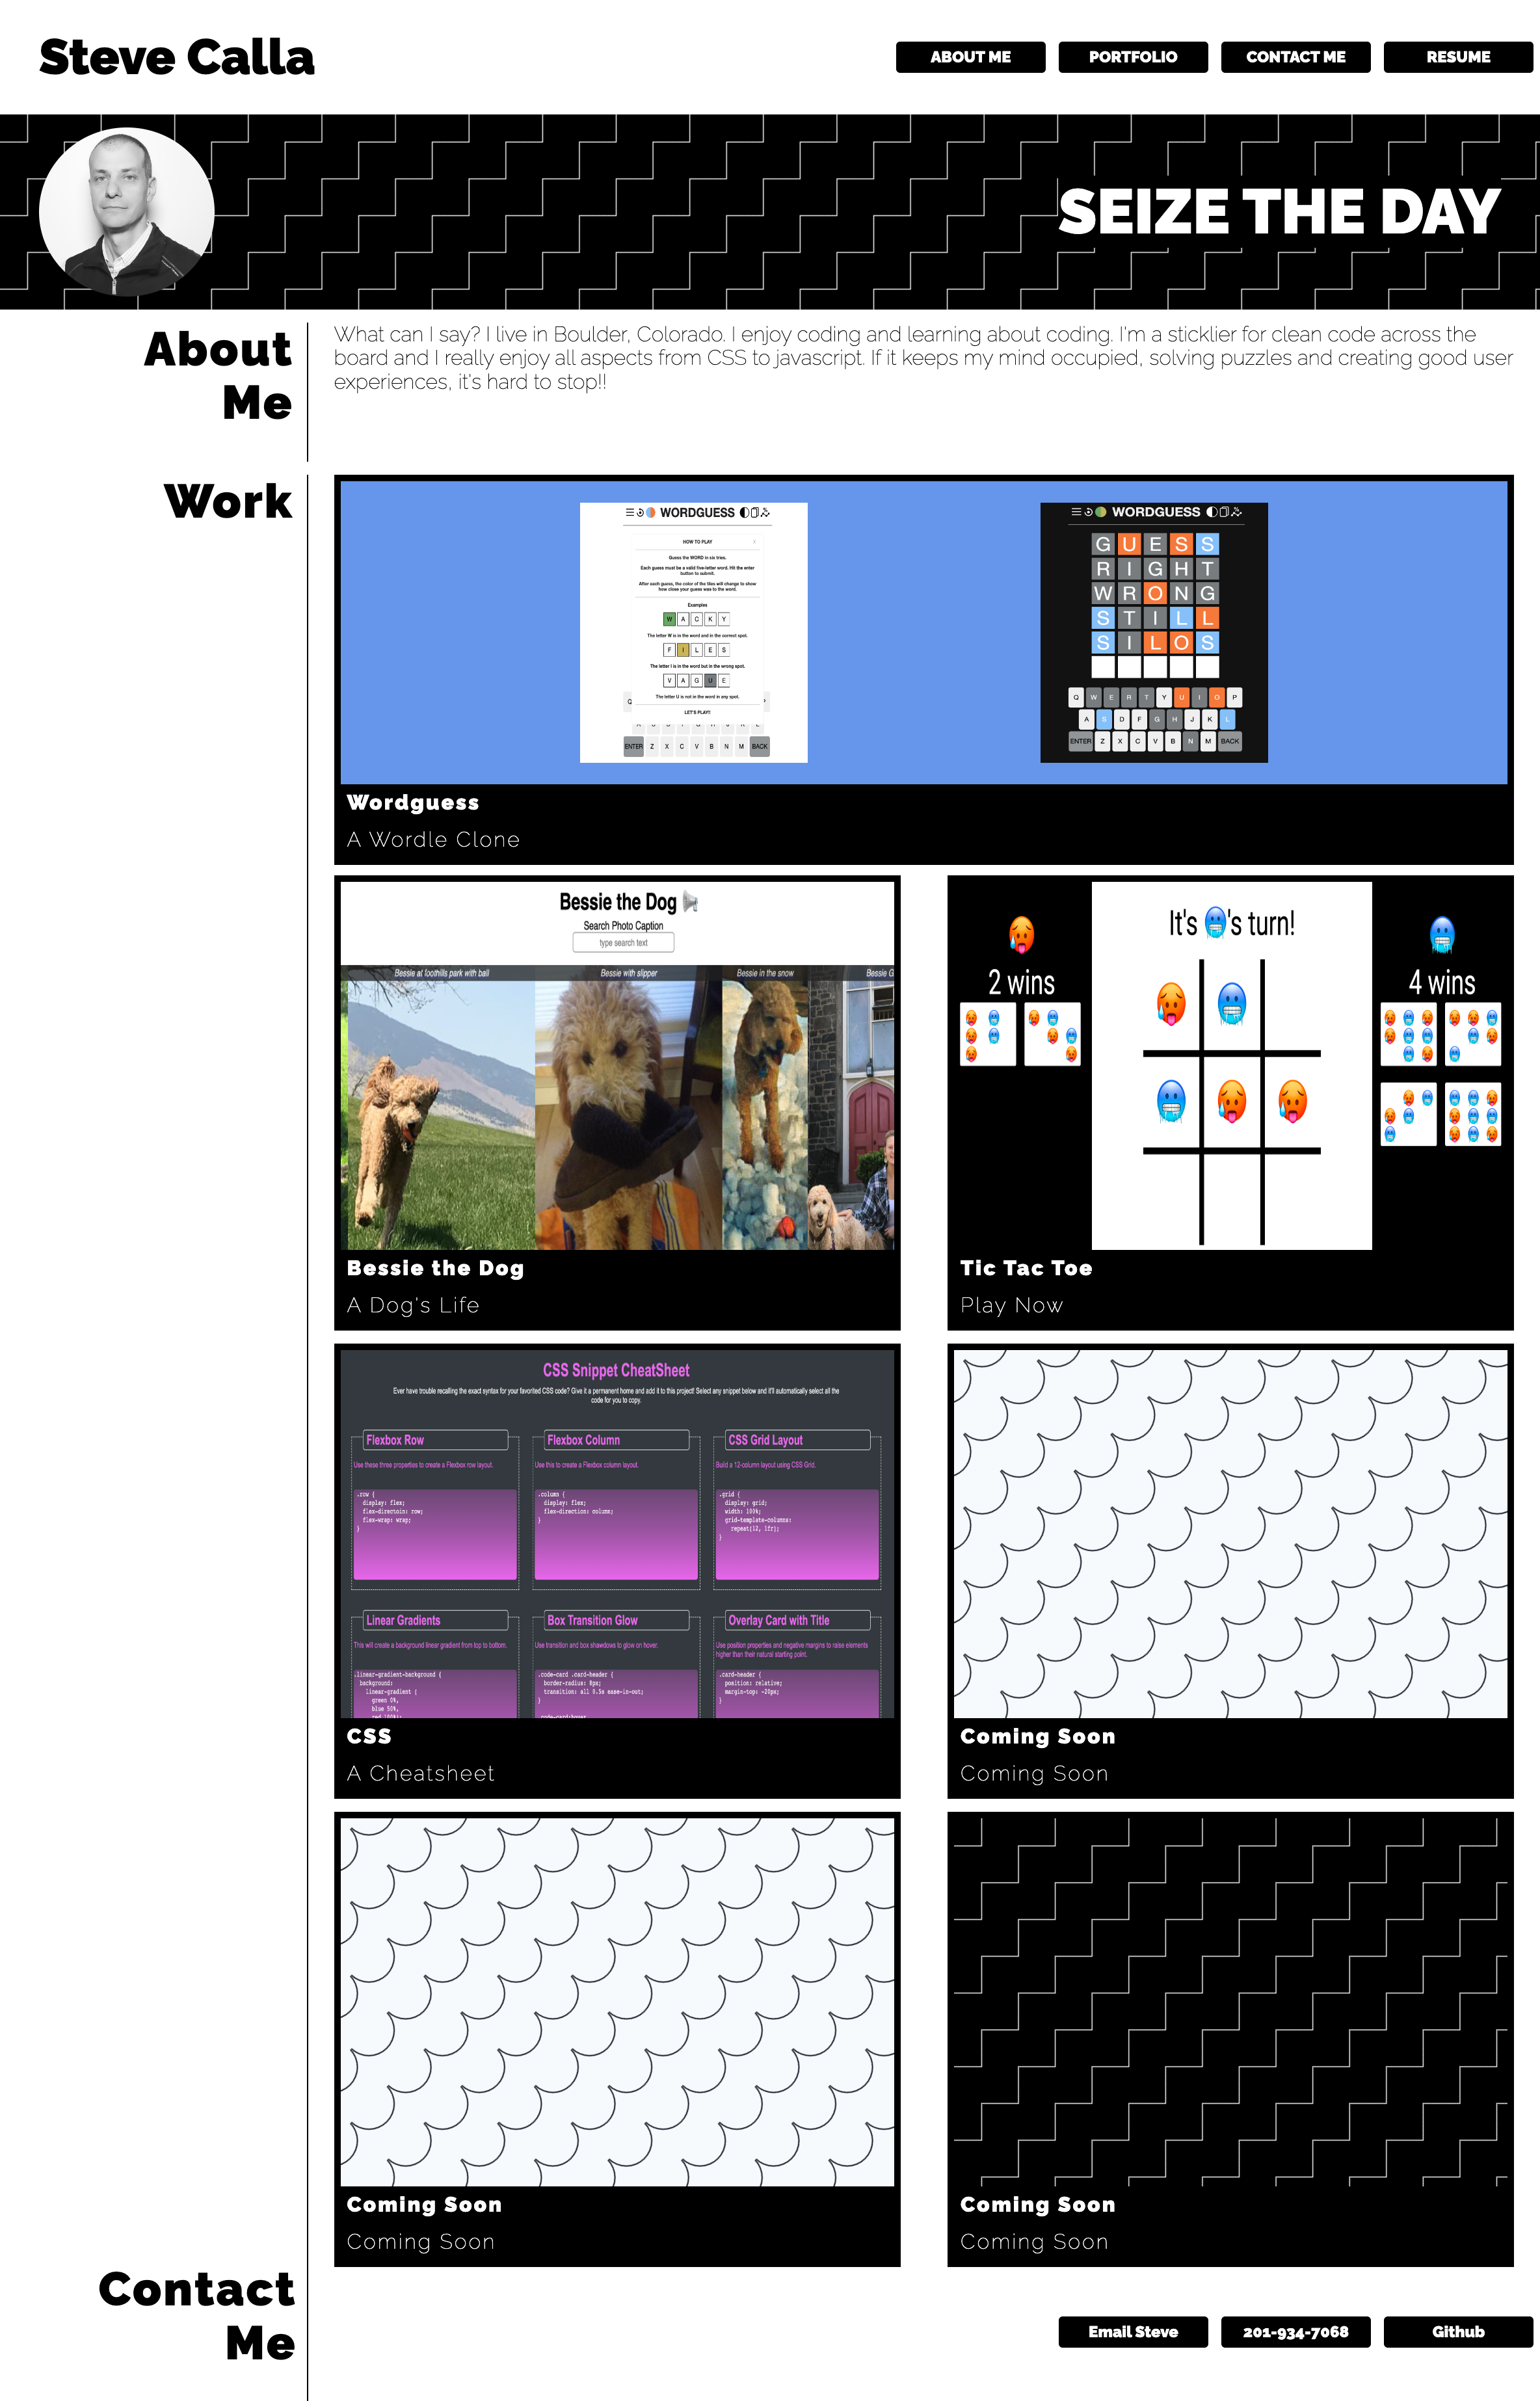 Steve Calla
ABOUT ME
PORTFOLIO
CONTACT ME
RESUME
SEIZE THE DAY
About
Me
What can I say? I live in Boulder, Colorado. I enjoy coding and learning about coding. I'm a sticklier for clean code across the
board and I really enjoy all aspects from CSS to javascript. If it keeps my mind occupied, solving puzzles and creating good user
experiences, it's hard to stop!!
Work
WORDGUESS
HOW TO PLAY
Guess the WORD in six tries.
Each guess must be a valid five-letter word. Hit the enter
button to submit.
After each guess, the color of the tiles will change to show
how close your guess was to the word.
Examples
W A C K Y
The letter W is in the word and in the correct spot.
F I L E S
The letter I is in the word but in the wrong spot.
V A G U E
The letter U is not in the word in any spot.
Q P
LET'S PLAY!
ENTER Z X C V B N M BACK
WORDGUESS
G U E S S
R I G H T
W R O N G
S T I L L
S I L O S
Q W E R T Y U I O P
A S D F G H J K L
ENTER Z X C V B N M BACK
Wordguess
A Wordle Clone
Bessie the Dog
Search Photo Caption
type search text
Bessie at foothills park with ball
Bessie with slipper
Bessie in the snow
Bessie G
Bessie the Dog
A Dog's Life
2 wins
It's 's turn!
4 wins
Tic Tac Toe
Play Now
CSS Snippet CheatSheet
Ever have trouble recalling the exact syntax for your favorited CSS code? Give it a permanent home and add it to this project! Select any snippet below and it'll automatically select all the
code for you to copy.
Flexbox Row
Use these three properties to create a Flexbox row layout.
.row {
display: flex;
flex-directoin: row;
flex-wrap: wrap;
}
Flexbox Column
Use this to create a Flexbox column layout.
.column {
display: flex;
flex-direction: column;
}
CSS Grid Layout
Build a 12-column layout using CSS Grid.
.grid {
display: grid;
width: 100%;
grid-template-columns:
repeat(12, 1fr);
}
Linear Gradients
This will create a background linear gradient from top to bottom.
.linear-gradient-background {
background:
linear-gradient (
green 0%,
blue 50%,
red 100%);
Box Transition Glow
Use transition and box shawdows to glow on hover.
.code-card .card-header {
border-radius: 8px;
transition: all 0.5s ease-in-out;
}
.code-card:hover
Overlay Card with Title
Use position properties and negative margins to raise elements
higher than their natural starting point.
.card-header {
position: relative;
margin-top: -20px;
}
CSS
A Cheatsheet
Coming Soon
Coming Soon
Coming Soon
Coming Soon
Coming Soon
Coming Soon
Contact
Me
Email Steve
201-934-7068
Github